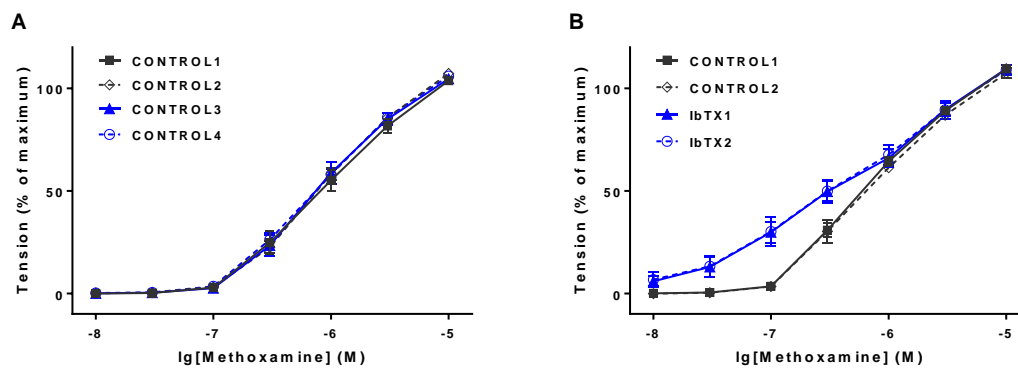 A
CONTROL1
CONTROL2
CONTROL3
CONTROL4
Tension (% of maximum)
100
50
0
-8 -7 -6 -5
lg[Methoxamine] (M)
B
CONTROL1
CONTROL2
IbTX1
IbTX2
Tension (% of maximum)
100
50
0
-8 -7 -6 -5
lg[Methoxamine] (M)